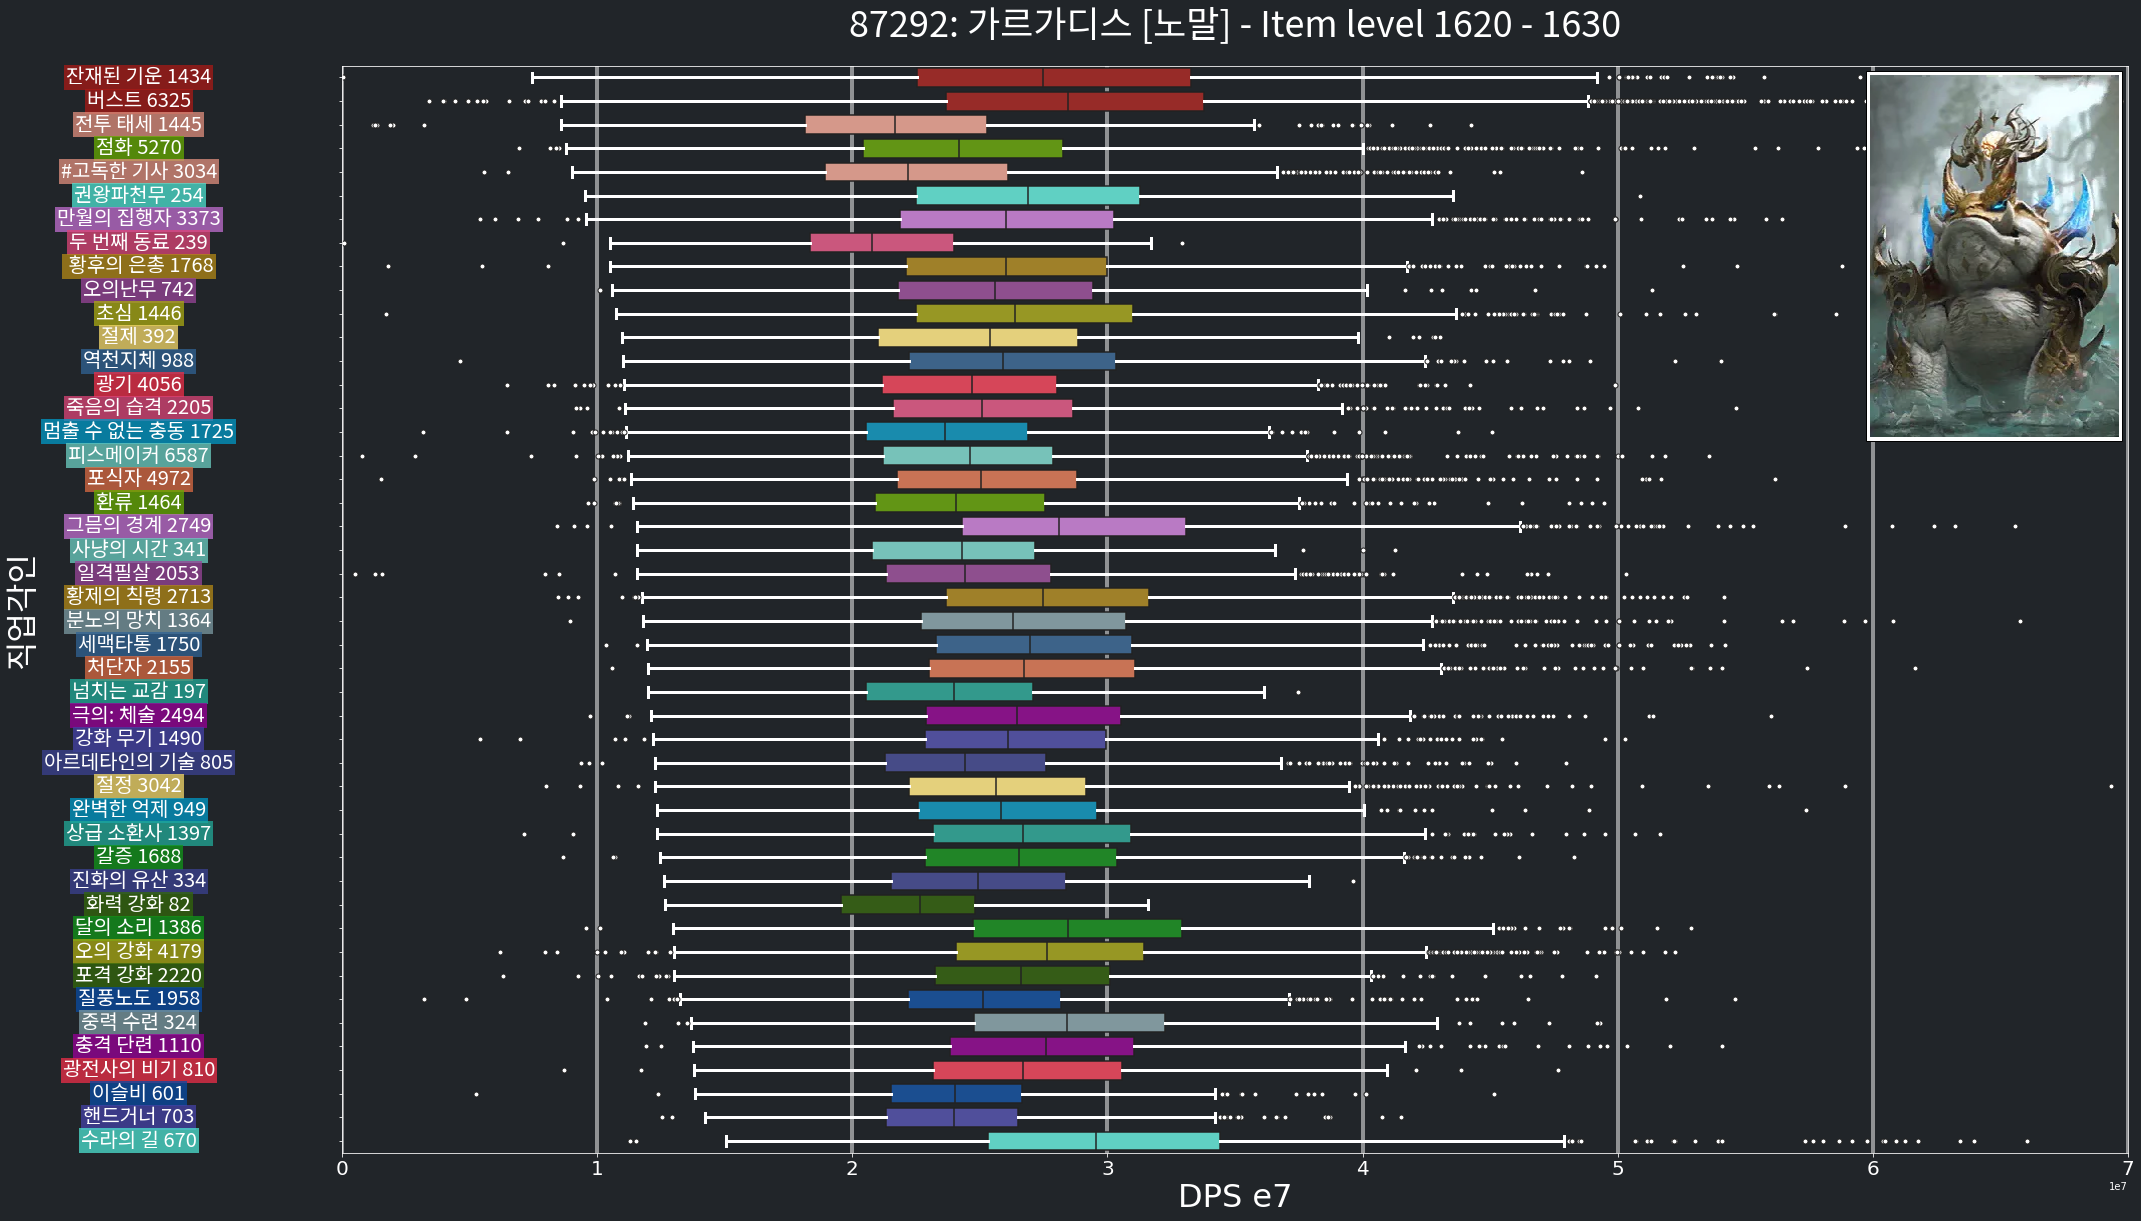 87292: 가르가디스 [노말] - Item level 1620 - 1630
잔재된 기운 1434
버스트 6325
전투 태세 1445
점화 5270
#고독한 기사 3034
권왕파천무 254
만월의 집행자 3373
두 번째 동료 239
황후의 은총 1768
오의난무 742
초심 1446
절제 392
역천지체 988
광기 4056
죽음의 습격 2205
멈출 수 없는 충동 1725
피스메이커 6587
포식자 4972
환류 1464
그믐의 경계 2749
사냥의 시간 341
일격필살 2053
황제의 칙령 2713
분노의 망치 1364
세맥타통 1750
처단자 2155
넘치는 교감 197
극의: 체술 2494
강화 무기 1490
아르데타인의 기술 805
절정 3042
완벽한 억제 949
상급 소환사 1397
갈증 1688
진화의 유산 334
화력 강화 82
달의 소리 1386
오의 강화 4179
포격 강화 2220
질풍노도 1958
중력 수련 324
충격 단련 1110
광전사의 비기 810
이슬비 601
핸드거너 703
수라의 길 670
직업각인
0 1 2 3 4 5 6 7
DPS e7
1e7